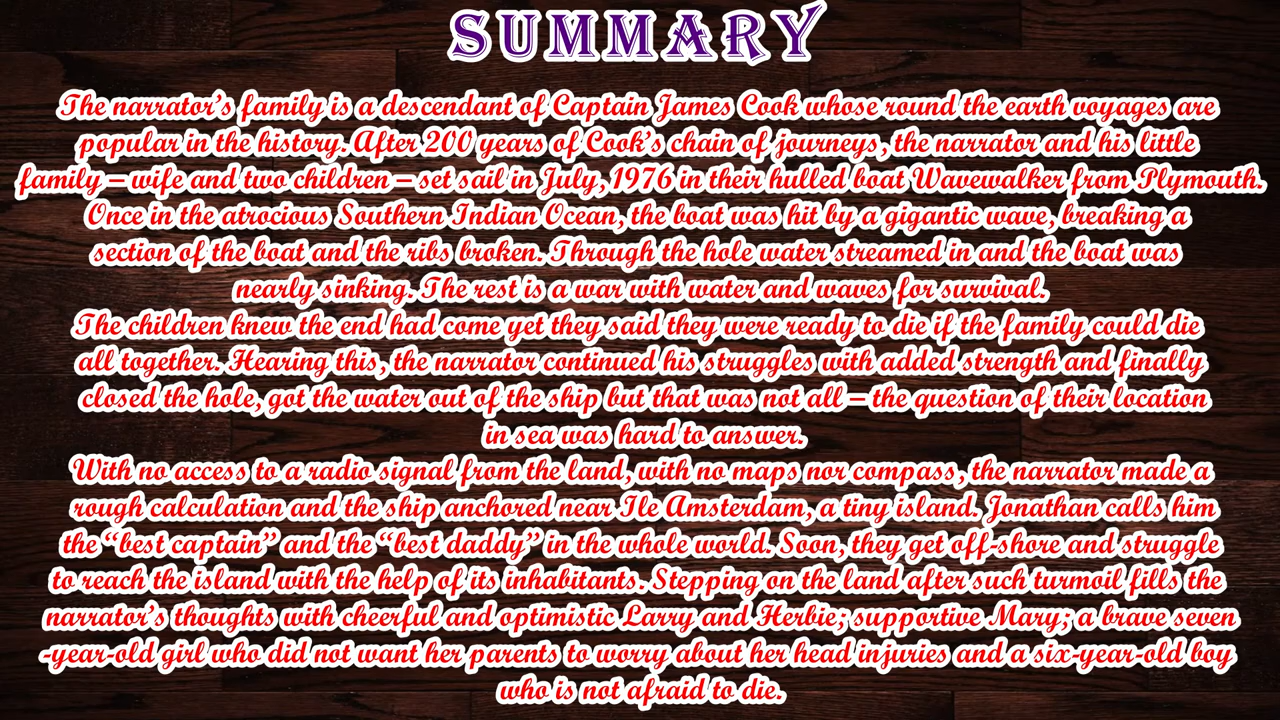 SUMMARY
The narrator's family is a descendant of Captain James Cook whose round the earth voyages are
popular in the history. After 200 years of Cook's chain of journeys, the narrator and his little
family – wife and two children – set sail in July, 1976 in their hulled boat Wavewalker from Plymouth.
Once in the atrocious Southern Indian Ocean, the boat was hit by a gigantic wave, breaking a
section of the boat and the ribs broken. Through the hole water streamed in and the boat was
nearly sinking. The rest is a war with water and waves for survival.
The children knew the end had come yet they said they were ready to die if the family could die
all together. Hearing this, the narrator continued his struggles with added strength and finally
closed the hole, got the water out of the ship but that was not all – the question of their location
in sea was hard to answer.
With no access to a radio signal from the land, with no maps nor compass, the narrator made a
rough calculation and the ship anchored near Ile Amsterdam, a tiny island. Jonathan calls him
the “best captain” and the “best daddy” in the whole world. Soon, they get off-shore and struggle
to reach the island with the help of its inhabitants. Stepping on the land after such turmoil fills the
narrator's thoughts with cheerful and optimistic Larry and Herbie; supportive Mary; a brave seven
-year-old girl who did not want her parents to worry about her head injuries and a six-year-old boy
who is not afraid to die.